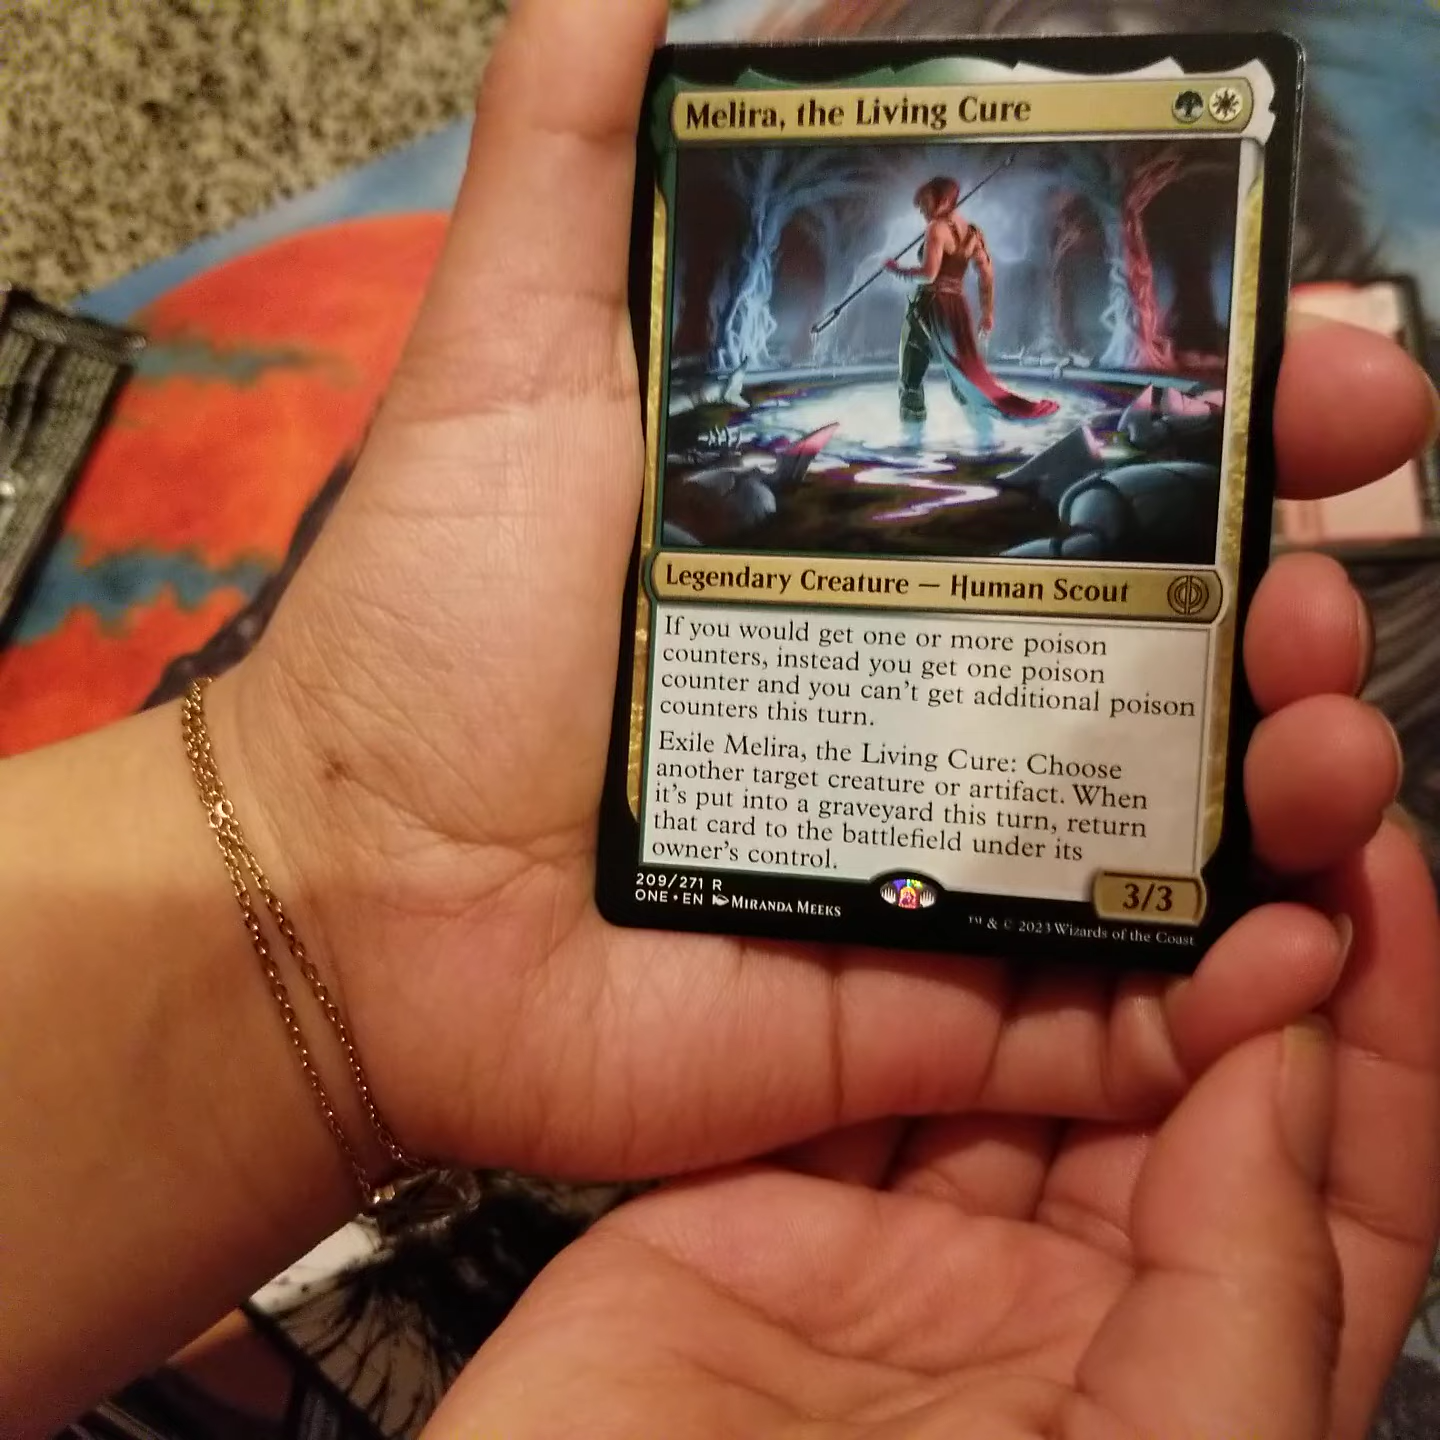 Melira, the Living Cure
Legendary Creature — Human Scout
If you would get one or more poison
counters, instead you get one poison
counter and you can't get additional poison
counters this turn.
Exile Melira, the Living Cure: Choose
another target creature or artifact. When
it's put into a graveyard this turn, return
that card to the battlefield under its
owner's control.
3/3
209/271 R
ONE • EN MIRANDA MEEKS
™ & © 2023 Wizards of the Coast